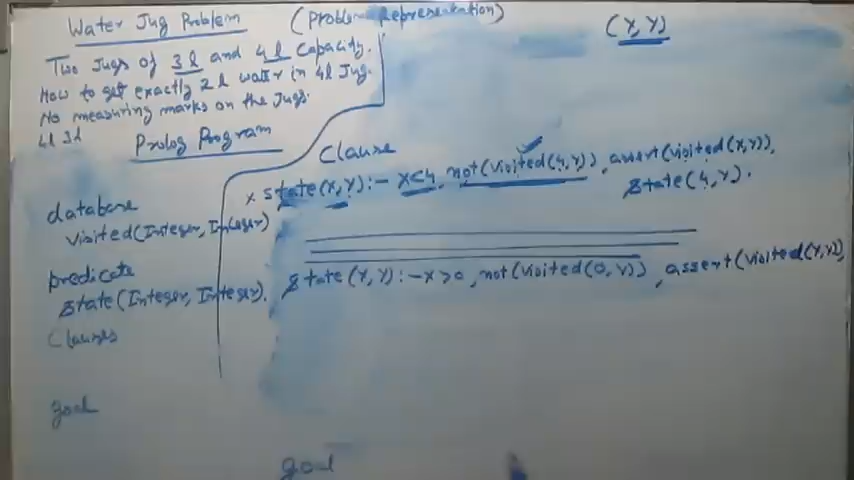 Water Jug Problem (Problem Representation)
(X, Y)
Two Jugs of 3l and 4l Capacity.
How to get exactly 2l water in 4l Jug.
No measuring marks on the Jugs.
4l 3l
Prolog Program
Clause
state(X, Y) :- X<4, not(visited(4,Y)), assert(visited(X,Y)),
state(4,Y).
database
visited(Integer, Integer)
predicate
state(Integer, Integer).
state(X, Y) :- X>0, not(visited(0, Y)), assert(visited(X,Y)),
Clauses
goal
goal